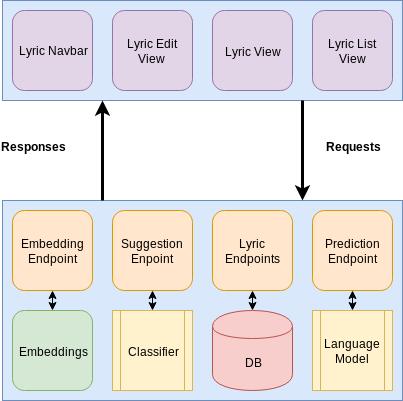 Lyric Navbar
Lyric Edit
View
Lyric View
Lyric List
View
Responses
Requests
Embedding
Endpoint
Suggestion
Enpoint
Lyric
Endpoints
Prediction
Endpoint
Embeddings
Classifier
DB
Language
Model